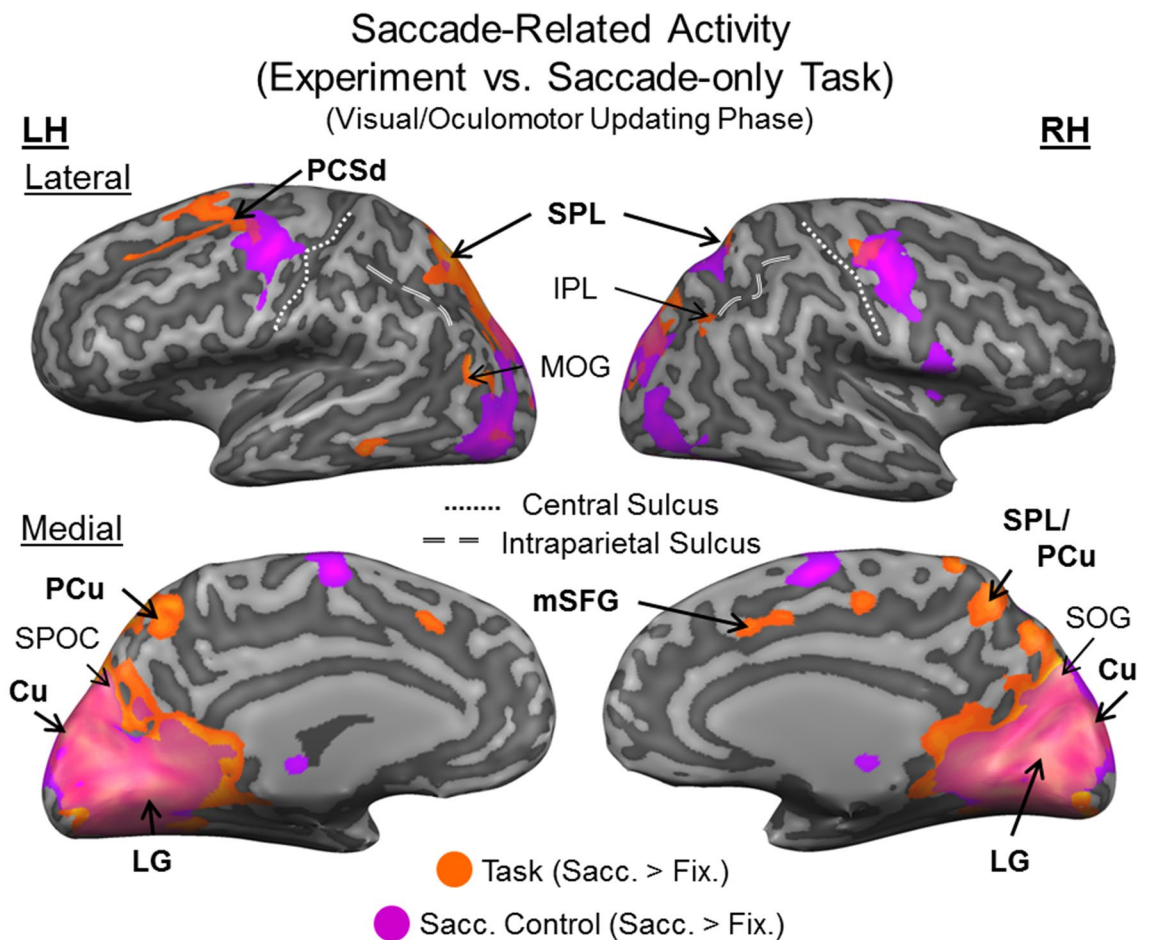 Saccade-Related Activity
(Experiment vs. Saccade-only Task)
(Visual/Oculomotor Updating Phase)
LH
RH
Lateral
PCSd
SPL
IPL
MOG
Central Sulcus
Intraparietal Sulcus
Medial
SPL/
PCu
PCu
mSFG
SPOC
SOG
Cu
Cu
LG
LG
Task (Sacc. > Fix.)
Sacc. Control (Sacc. > Fix.)